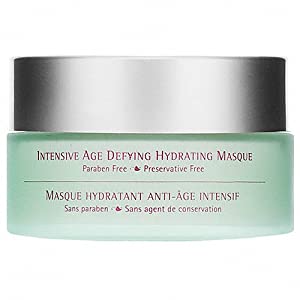 Intensive Age Defying Hydrating Masque
Paraben Free ❧ Preservative Free
Masque hydratant anti-âge intensif
Sans paraben ❧ Sans agent de conservation